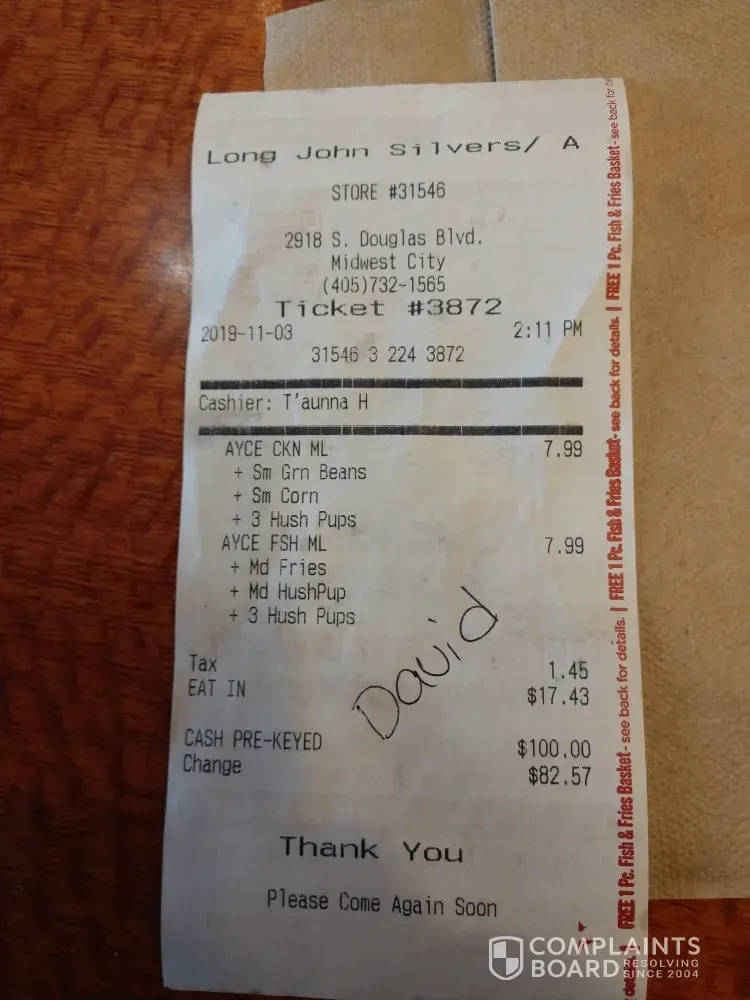 Long John Silvers/ A
STORE #31546
2918 S. Douglas Blvd.
Midwest City
(405)732-1565
Ticket #3872
2019-11-03 2:11 PM
31546 3 224 3872
Cashier: T'aunna H
AYCE CKN ML 7.99
+ Sm Grn Beans
+ Sm Corn
+ 3 Hush Pups
AYCE FSH ML 7.99
+ Md Fries
+ Md HushPup
+ 3 Hush Pups
David
Tax 1.45
EAT IN $17.43
CASH PRE-KEYED $100.00
Change $82.57
Thank You
Please Come Again Soon
details. | FREE 1 Pc. Fish & Fries Basket - see back for details. | FREE 1 Pc. Fish & Fries Basket - see back for details. | FREE 1 Pc. Fish & Fries Basket - see back for de
COMPLAINTS
BOARD RESOLVING
SINCE 2004